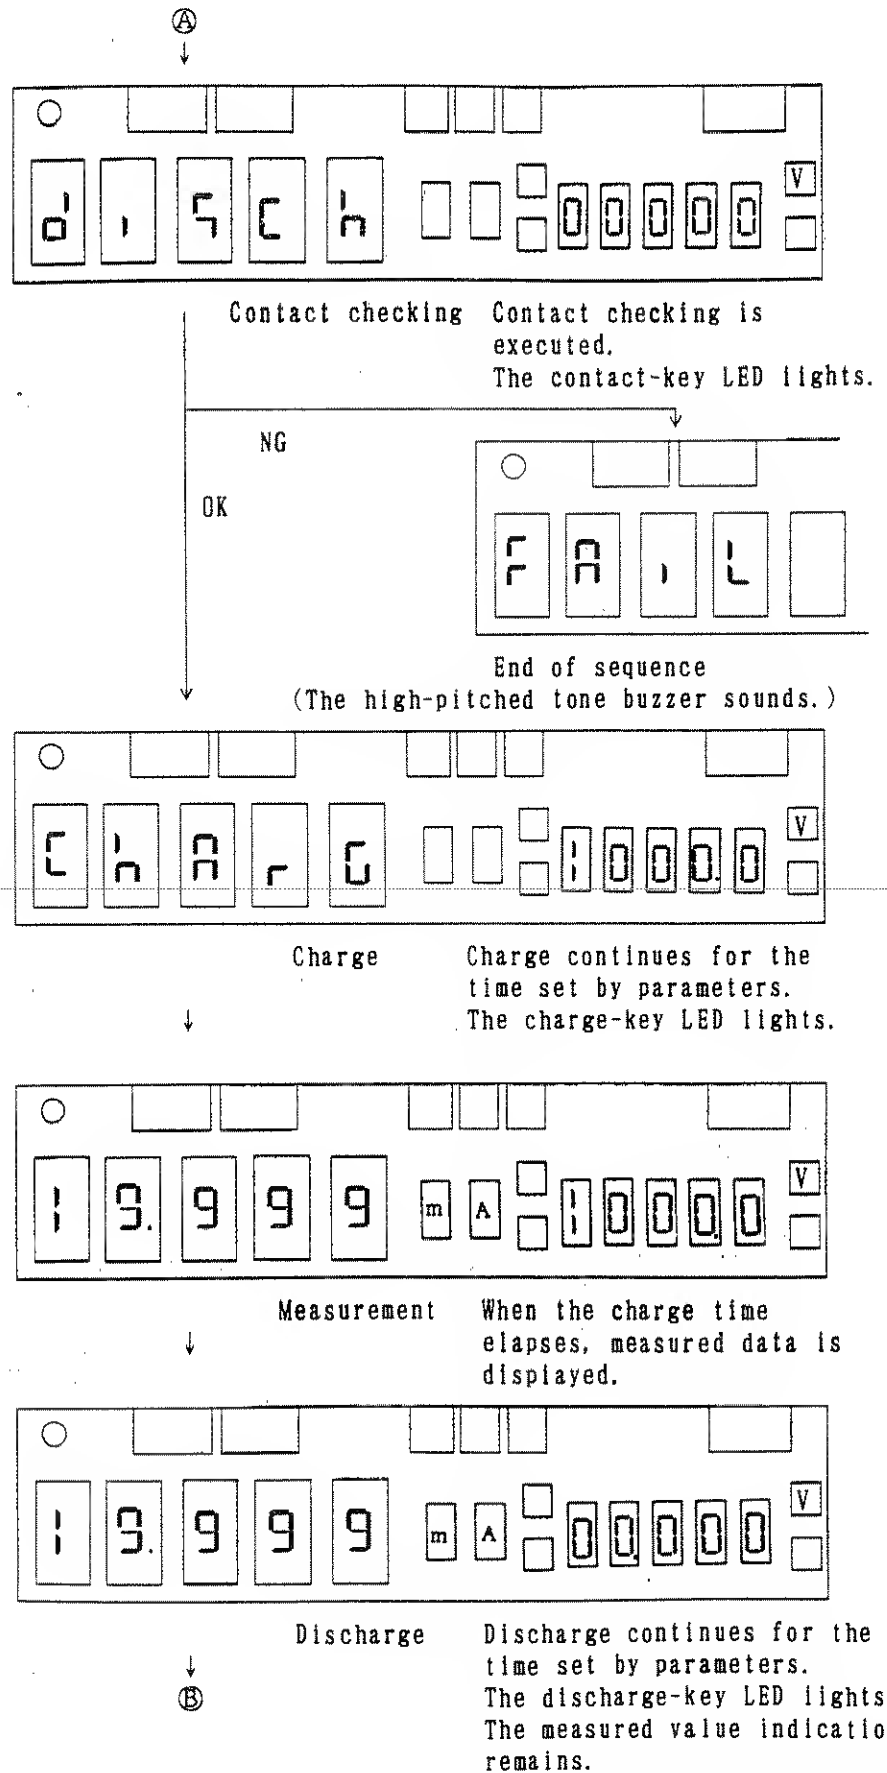 Ⓐ
diSCh 00000 V
Contact checking Contact checking is
executed.
The contact-key LED lights.
NG
OK
FAiL
End of sequence
(The high-pitched tone buzzer sounds.)
ChArG 1000.0 V
Charge Charge continues for the
time set by parameters.
The charge-key LED lights.
19.999 m A 1000.0 V
Measurement When the charge time
elapses, measured data is
displayed.
19.999 m A 00.000 V
Discharge Discharge continues for the
time set by parameters.
The discharge-key LED lights
The measured value indicatio
remains.
Ⓑ